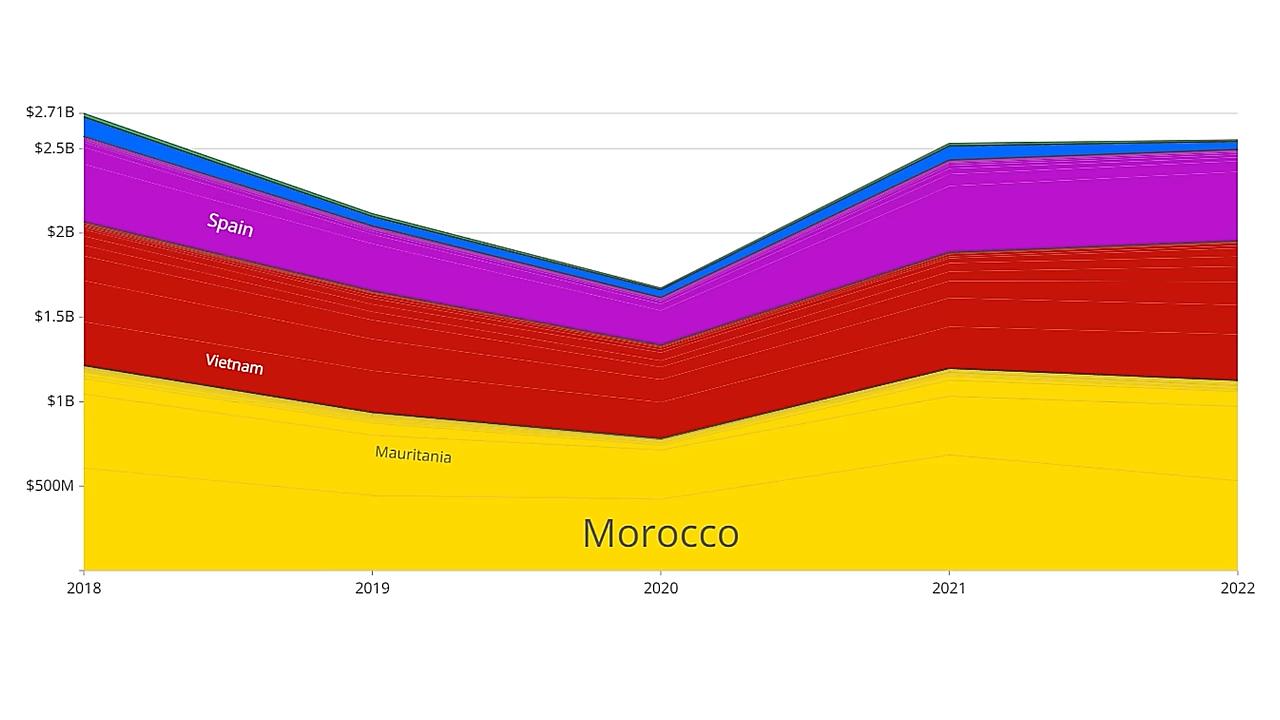 $2.71B
$2.5B
$2B
$1.5B
$1B
$500M
Spain
Vietnam
Mauritania
Morocco
2018 2019 2020 2021 2022